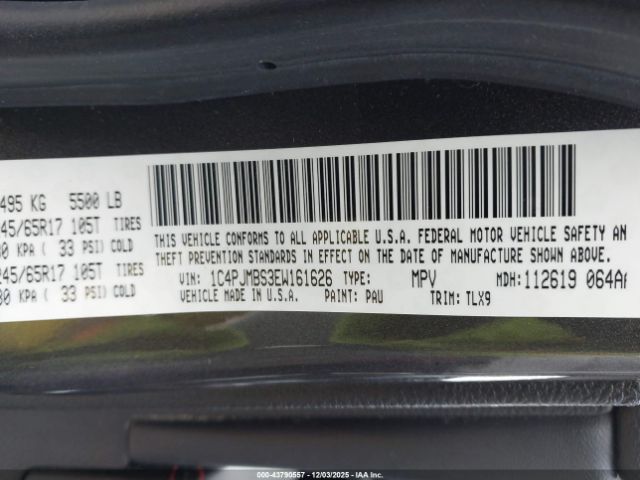 495 KG 5500 LB
45/65R17 105T TIRES
0 KPA ( 33 PSI) COLD
245/65R17 105T TIRES
30 KPA ( 33 PSI) COLD
THIS VEHICLE CONFORMS TO ALL APPLICABLE U.S.A. FEDERAL MOTOR VEHICLE SAFETY AN
THEFT PREVENTION STANDARDS IN EFFECT ON THE DATE OF MANUFACTURE SHOWN ABOVE.
VIN: 1C4PJMBS3EW161626 TYPE: MPV MDH:112619 064A
VEHICLE MADE IN U.S.A. PAINT: PAU TRIM: TLX9
000-43790557 - 12/03/2025 - IAA Inc.